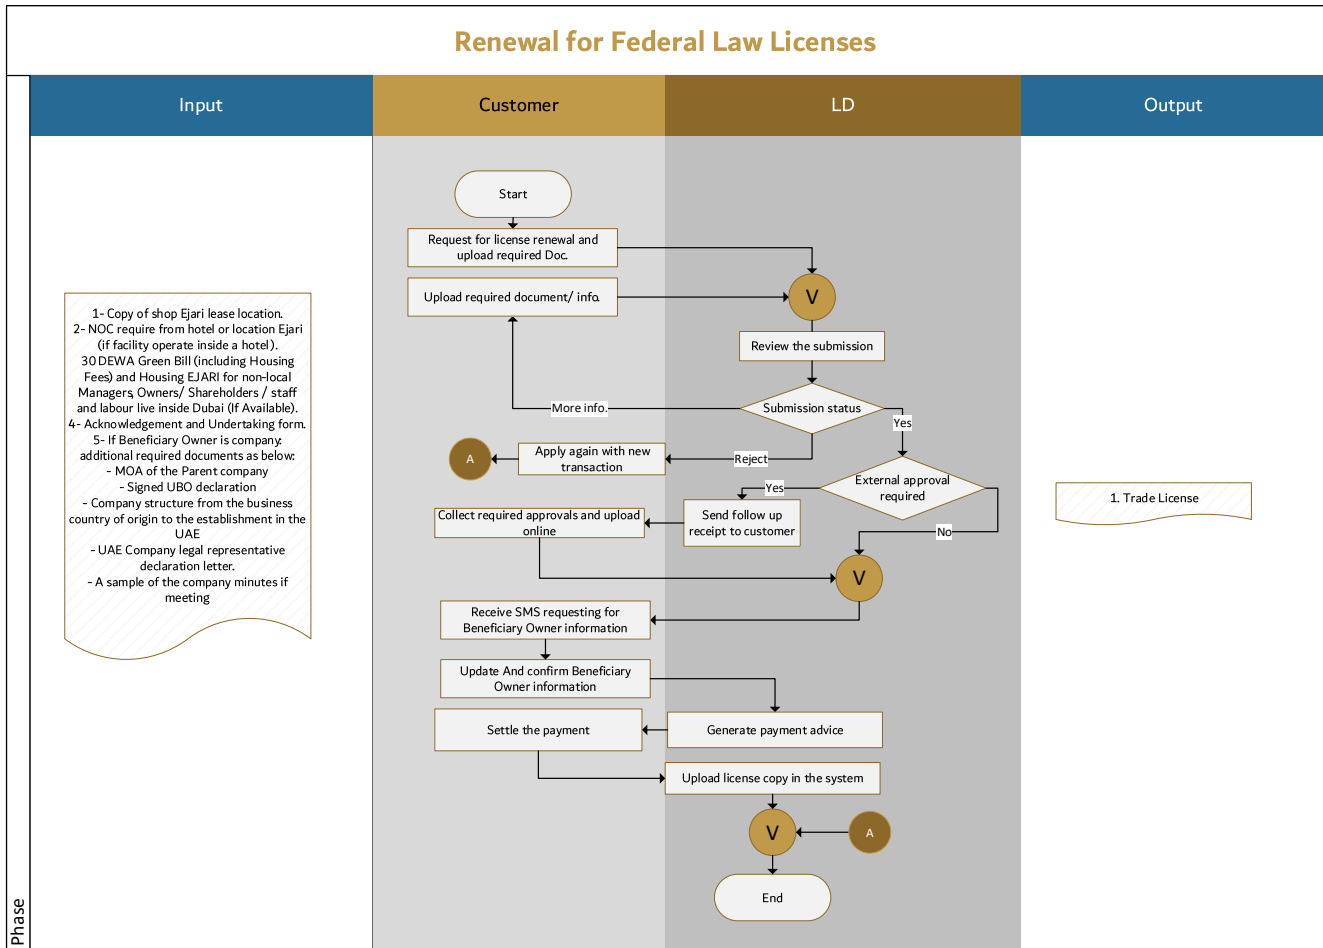 Renewal for Federal Law Licenses
Input
Customer
LD
Output
Start
Request for license renewal and
upload required Doc.
Upload required document/ info.
V
Review the submission
Submission status
More info.
Yes
Reject
Apply again with new
transaction
A
External approval
required
Yes
No
Send follow up
receipt to customer
Collect required approvals and upload
online
V
Receive SMS requesting for
Beneficiary Owner information
Update And confirm Beneficiary
Owner information
Generate payment advice
Settle the payment
Upload license copy in the system
V
A
End
1- Copy of shop Ejari lease location.
2- NOC require from hotel or location Ejari
(if facility operate inside a hotel).
30 DEWA Green Bill (including Housing
Fees) and Housing EJARI for non-local
Managers, Owners/ Shareholders / staff
and labour live inside Dubai (If Available).
4- Acknowledgement and Undertaking form.
5- If Beneficiary Owner is company:
additional required documents as below:
- MOA of the Parent company
- Signed UBO declaration
- Company structure from the business
country of origin to the establishment in the
UAE
- UAE Company legal representative
declaration letter.
- A sample of the company minutes if
meeting
1. Trade License
Phase